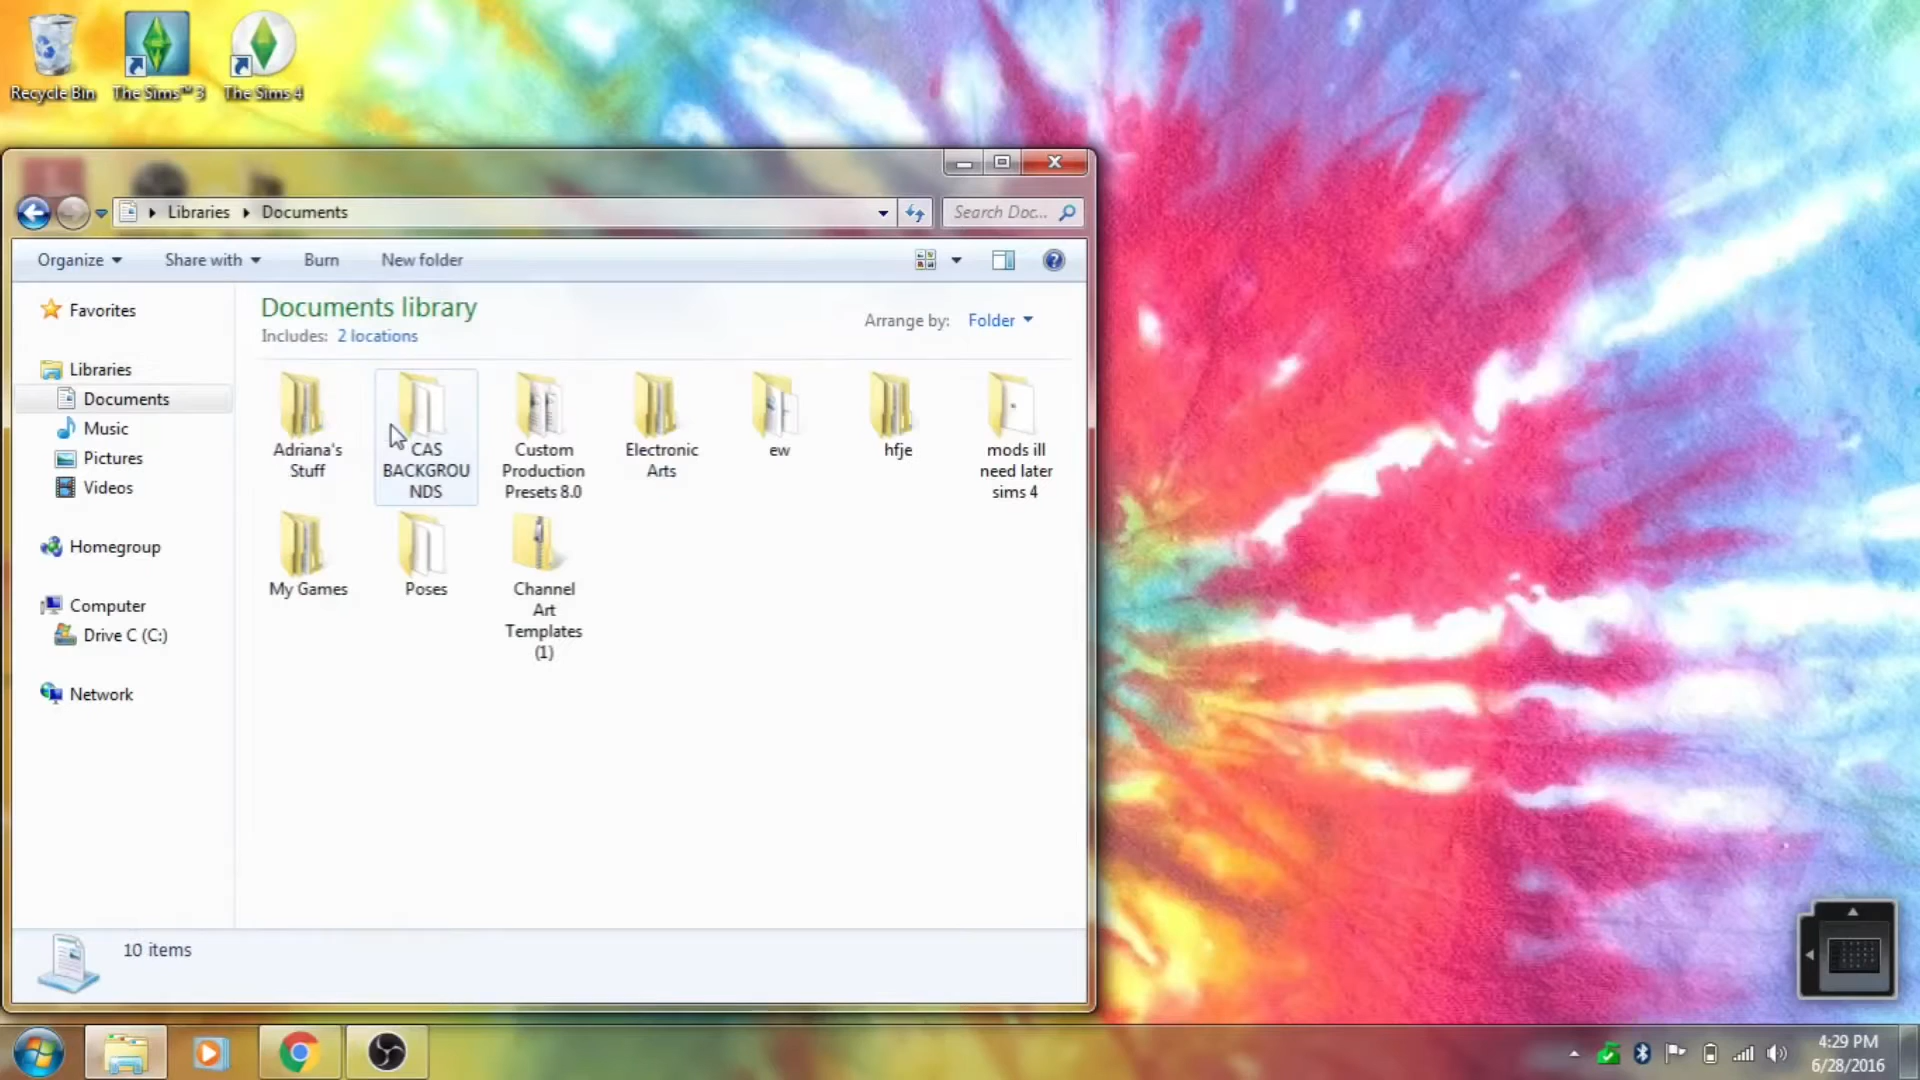 Recycle Bin
The Sims™ 3
The Sims 4
Libraries
Documents
Search Doc...
Organize
Share with
Burn
New folder
Favorites
Libraries
Documents
Music
Pictures
Videos
Homegroup
Computer
Drive C (C:)
Network
Documents library
Includes: 2 locations
Arrange by: Folder
Adriana's
Stuff
CAS
BACKGROU
NDS
Custom
Production
Presets 8.0
Electronic
Arts
ew
hfje
mods ill
need later
sims 4
My Games
Poses
Channel
Art
Templates
(1)
10 items
4:29 PM
6/28/2016